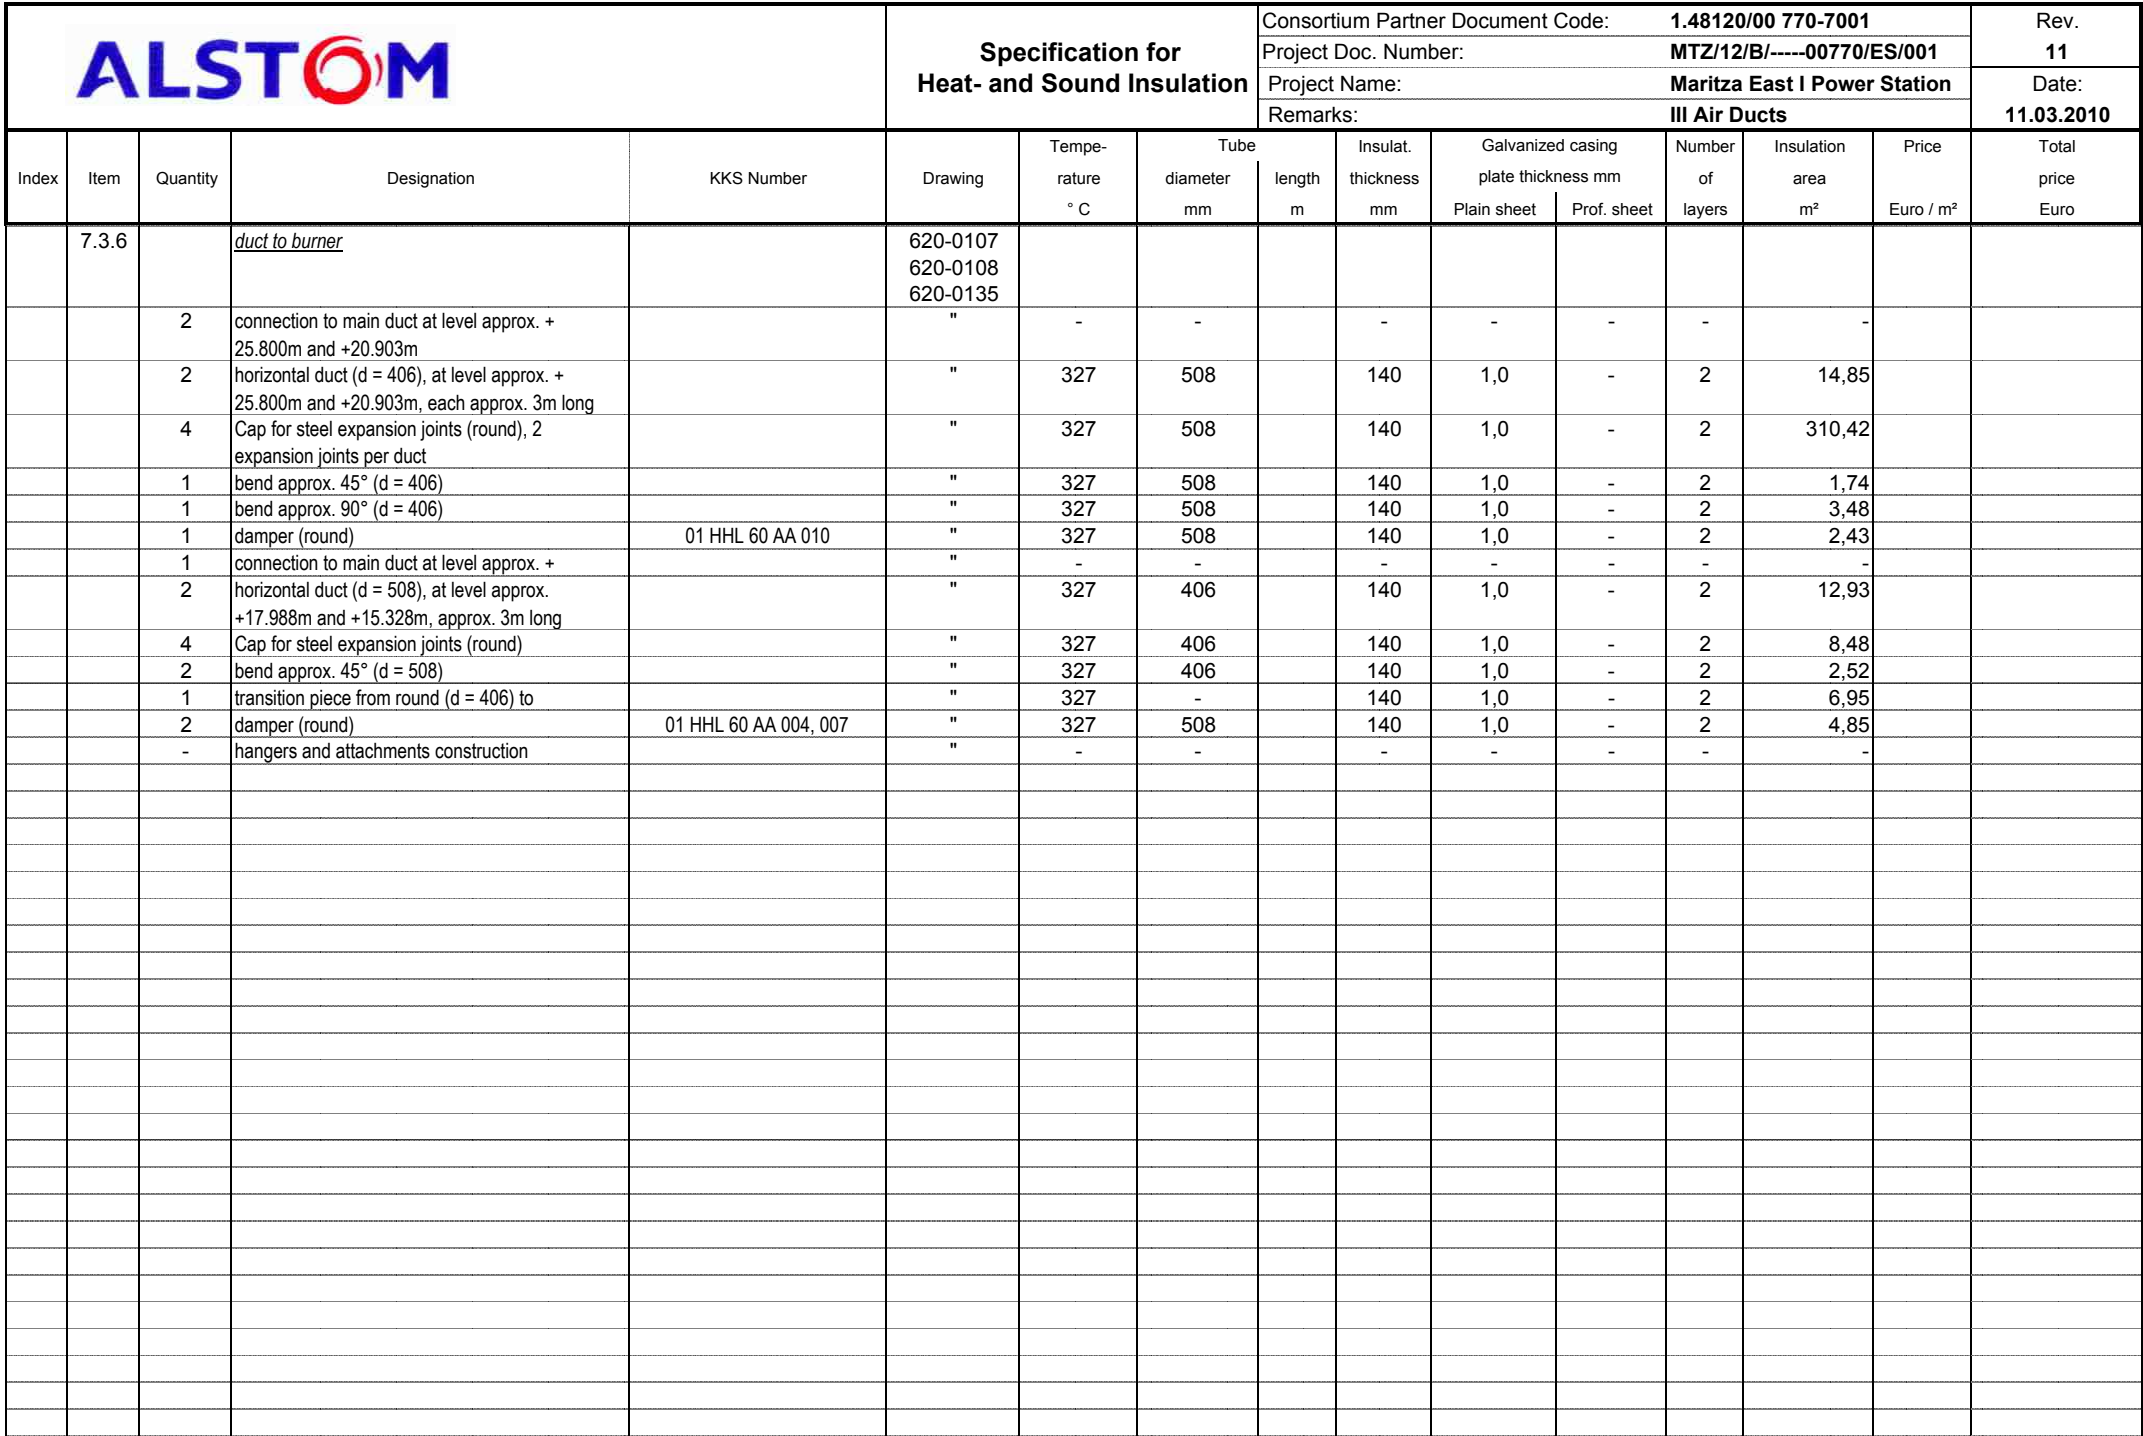 ALSTOM
Specification for
Heat- and Sound Insulation
Consortium Partner Document Code: 1.48120/00 770-7001
Project Doc. Number: MTZ/12/B/-----00770/ES/001
Project Name: Maritza East I Power Station
Remarks: III Air Ducts
Rev.
11
Date:
11.03.2010
Index Item Quantity Designation KKS Number Drawing
Tempe-
rature
° C
Tube
diameter length
mm m
Insulat.
thickness
mm
Galvanized casing
plate thickness mm
Plain sheet Prof. sheet
Number
of
layers
Insulation
area
m²
Price
Euro / m²
Total
price
Euro
7.3.6 duct to burner 620-0107
620-0108
620-0135
2 connection to main duct at level approx. + " - - - - - - -
25.800m and +20.903m
2 horizontal duct (d = 406), at level approx. + " 327 508 140 1,0 - 2 14,85
25.800m and +20.903m, each approx. 3m long
4 Cap for steel expansion joints (round), 2 " 327 508 140 1,0 - 2 310,42
expansion joints per duct
1 bend approx. 45° (d = 406) " 327 508 140 1,0 - 2 1,74
1 bend approx. 90° (d = 406) " 327 508 140 1,0 - 2 3,48
1 damper (round) 01 HHL 60 AA 010 " 327 508 140 1,0 - 2 2,43
1 connection to main duct at level approx. + " - - - - - - -
2 horizontal duct (d = 508), at level approx. " 327 406 140 1,0 - 2 12,93
+17.988m and +15.328m, approx. 3m long
4 Cap for steel expansion joints (round) " 327 406 140 1,0 - 2 8,48
2 bend approx. 45° (d = 508) " 327 406 140 1,0 - 2 2,52
1 transition piece from round (d = 406) to " 327 - 140 1,0 - 2 6,95
2 damper (round) 01 HHL 60 AA 004, 007 " 327 508 140 1,0 - 2 4,85
- hangers and attachments construction " - - - - - - -